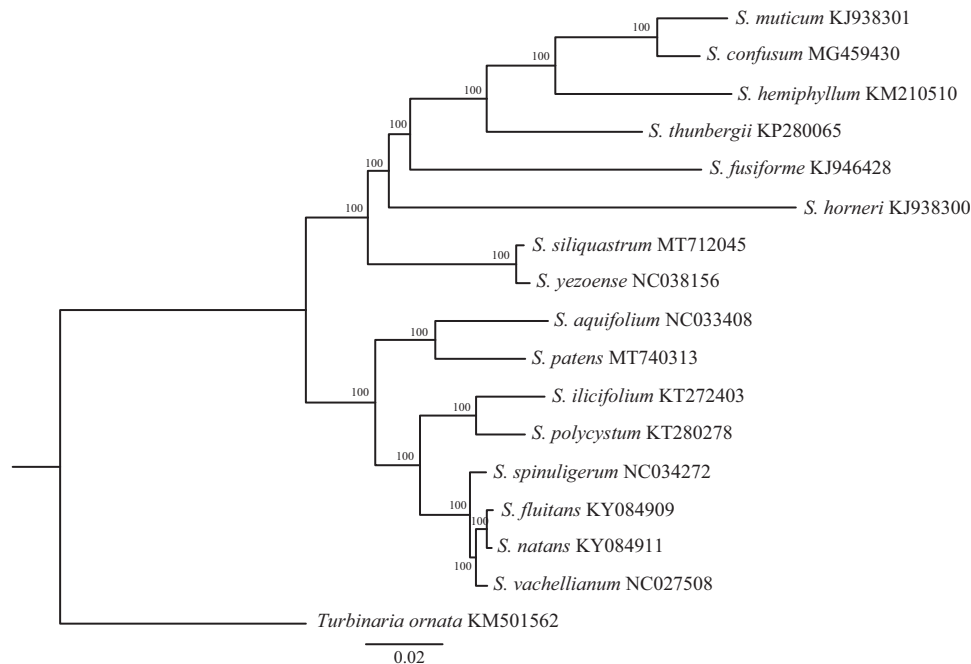 S. muticum KJ938301
100
S. confusum MG459430
100
S. hemiphyllum KM210510
100
S. thunbergii KP280065
100
S. fusiforme KJ946428
100
S. horneri KJ938300
100
S. siliquastrum MT712045
100
S. yezoense NC038156
S. aquifolium NC033408
100
S. patens MT740313
100
S. ilicifolium KT272403
100
S. polycystum KT280278
100
S. spinuligerum NC034272
100
S. fluitans KY084909
100
S. natans KY084911
100
S. vachellianum NC027508
Turbinaria ornata KM501562
0.02